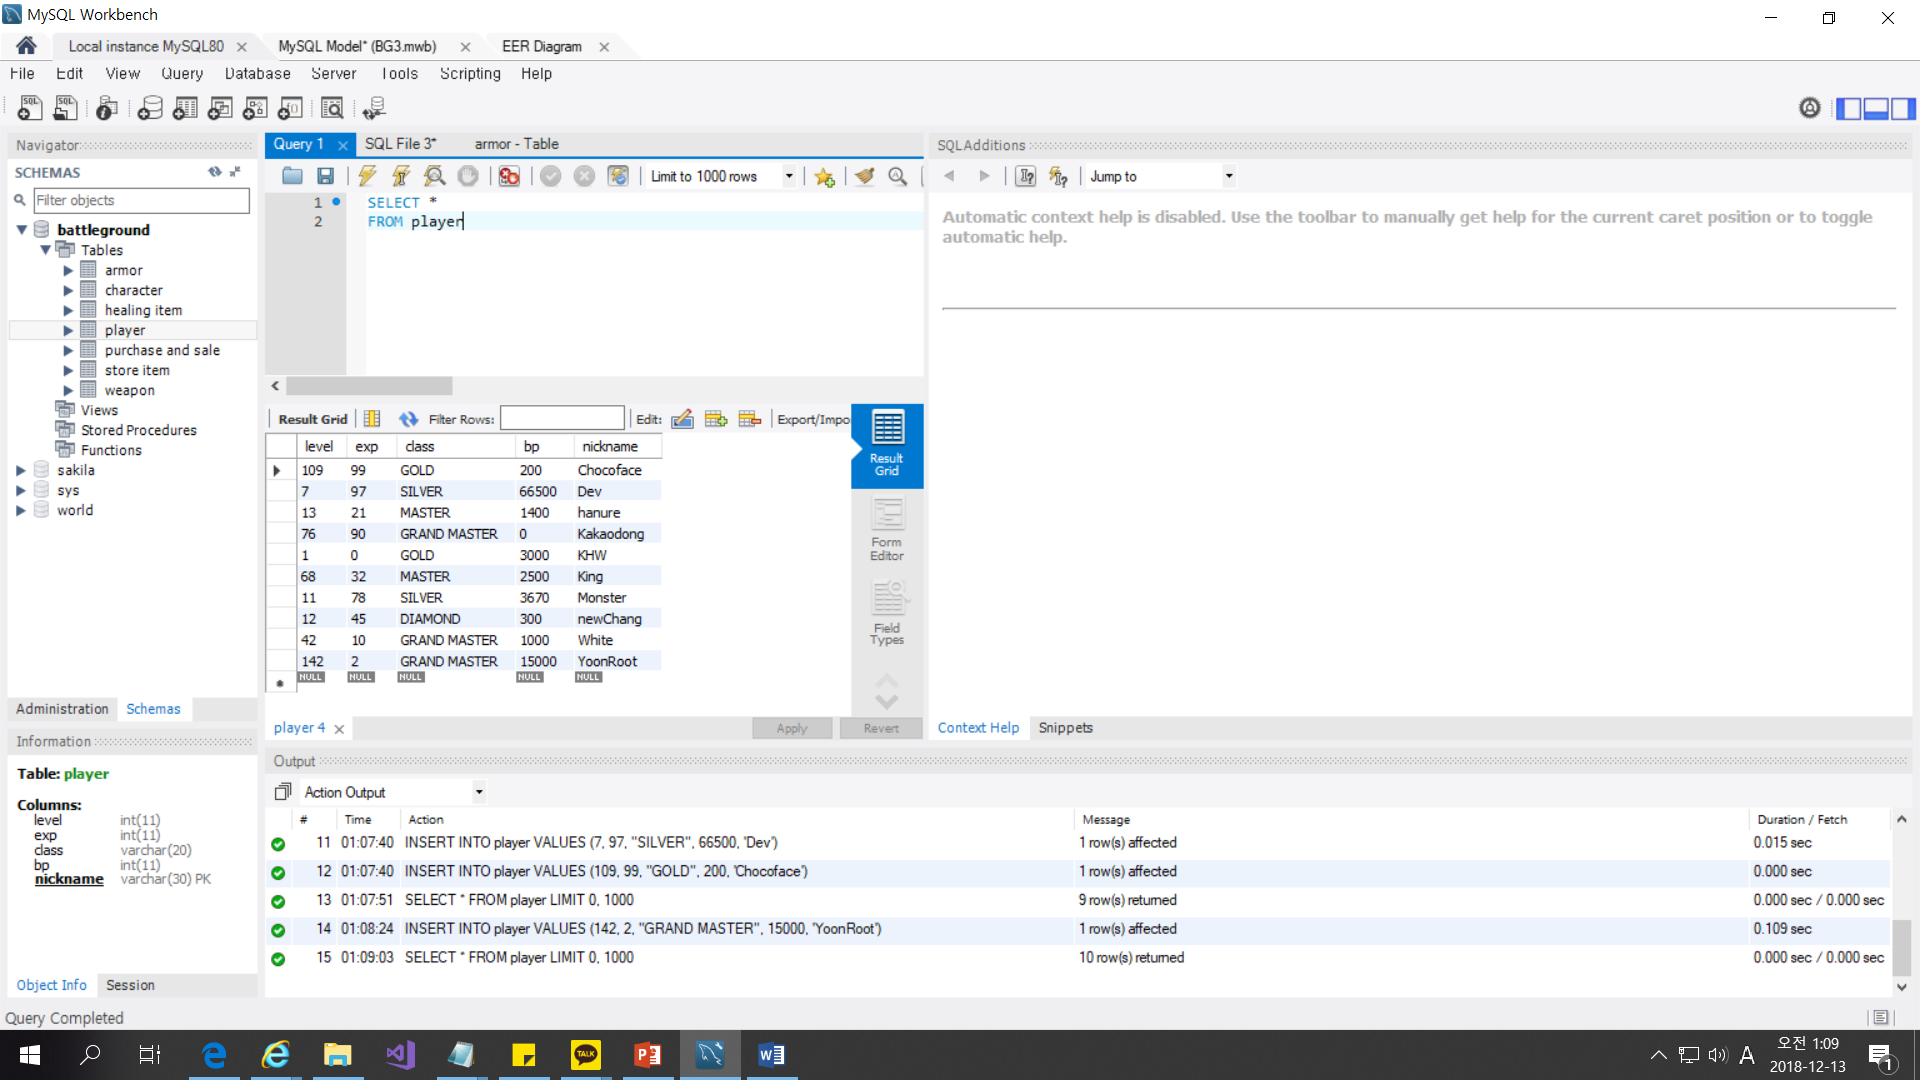 MySQL Workbench
Local instance MySQL80
MySQL Model* (BG3.mwb)
EER Diagram
File Edit View Query Database Server Tools Scripting Help
Navigator
SCHEMAS
Filter objects
battleground
Tables
armor
character
healing item
player
purchase and sale
store item
weapon
Views
Stored Procedures
Functions
sakila
sys
world
Administration Schemas
Information
Table: player
Columns:
level int(11)
exp int(11)
class varchar(20)
bp int(11)
nickname varchar(30) PK
Object Info Session
Query 1 SQL File 3* armor - Table
Limit to 1000 rows
1 SELECT *
2 FROM player
Result Grid Filter Rows: Edit: Export/Impo
level exp class bp nickname
109 99 GOLD 200 Chocoface
7 97 SILVER 66500 Dev
13 21 MASTER 1400 hanure
76 90 GRAND MASTER 0 Kakaodong
1 0 GOLD 3000 KHW
68 32 MASTER 2500 King
11 78 SILVER 3670 Monster
12 45 DIAMOND 300 newChang
42 10 GRAND MASTER 1000 White
142 2 GRAND MASTER 15000 YoonRoot
NULL NULL NULL NULL NULL
Result
Grid
Form
Editor
Field
Types
player 4 Apply Revert
SQLAdditions
Jump to
Automatic context help is disabled. Use the toolbar to manually get help for the current caret position or to toggle
automatic help.
Context Help Snippets
Output
Action Output
# Time Action Message Duration / Fetch
11 01:07:40 INSERT INTO player VALUES (7, 97, "SILVER", 66500, 'Dev') 1 row(s) affected 0.015 sec
12 01:07:40 INSERT INTO player VALUES (109, 99, "GOLD", 200, 'Chocoface') 1 row(s) affected 0.000 sec
13 01:07:51 SELECT * FROM player LIMIT 0, 1000 9 row(s) returned 0.000 sec / 0.000 sec
14 01:08:24 INSERT INTO player VALUES (142, 2, "GRAND MASTER", 15000, 'YoonRoot') 1 row(s) affected 0.109 sec
15 01:09:03 SELECT * FROM player LIMIT 0, 1000 10 row(s) returned 0.000 sec / 0.000 sec
Query Completed
TALK
A
오전 1:09
2018-12-13
1